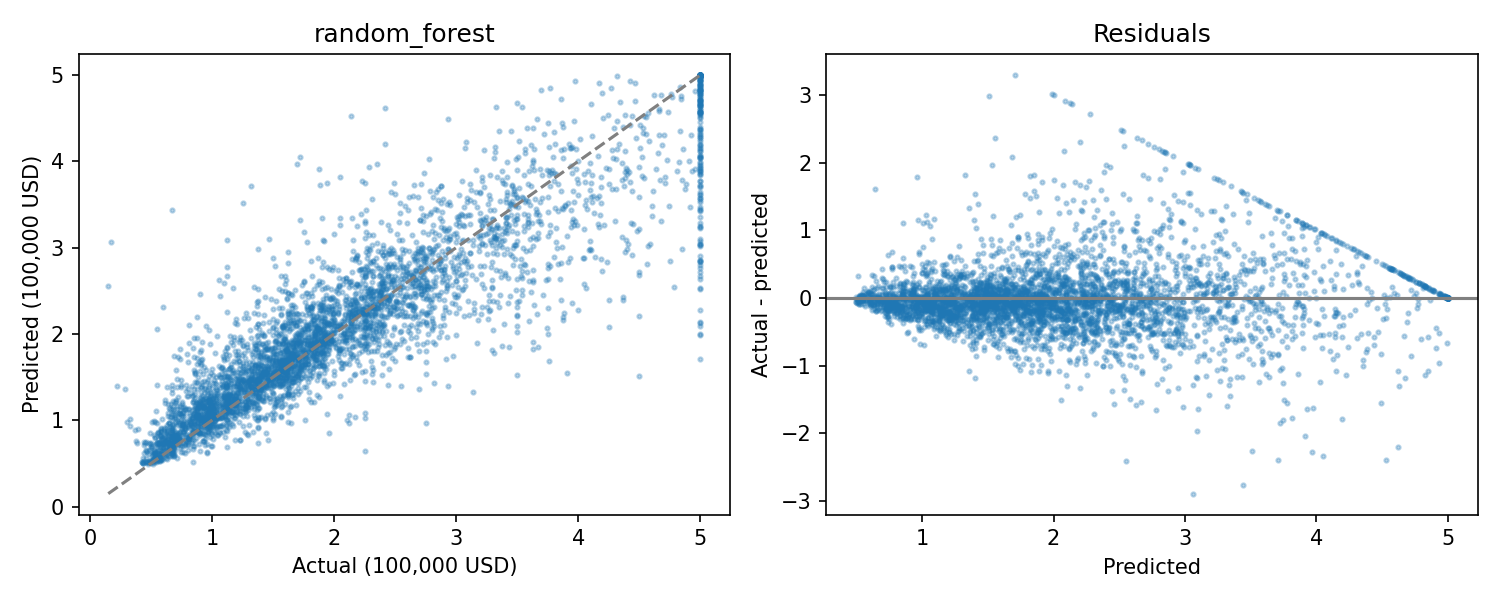 random_forest
Predicted (100,000 USD)
5
4
3
2
1
0
0 1 2 3 4 5
Actual (100,000 USD)
Residuals
Actual - predicted
3
2
1
0
−1
−2
−3
1 2 3 4 5
Predicted